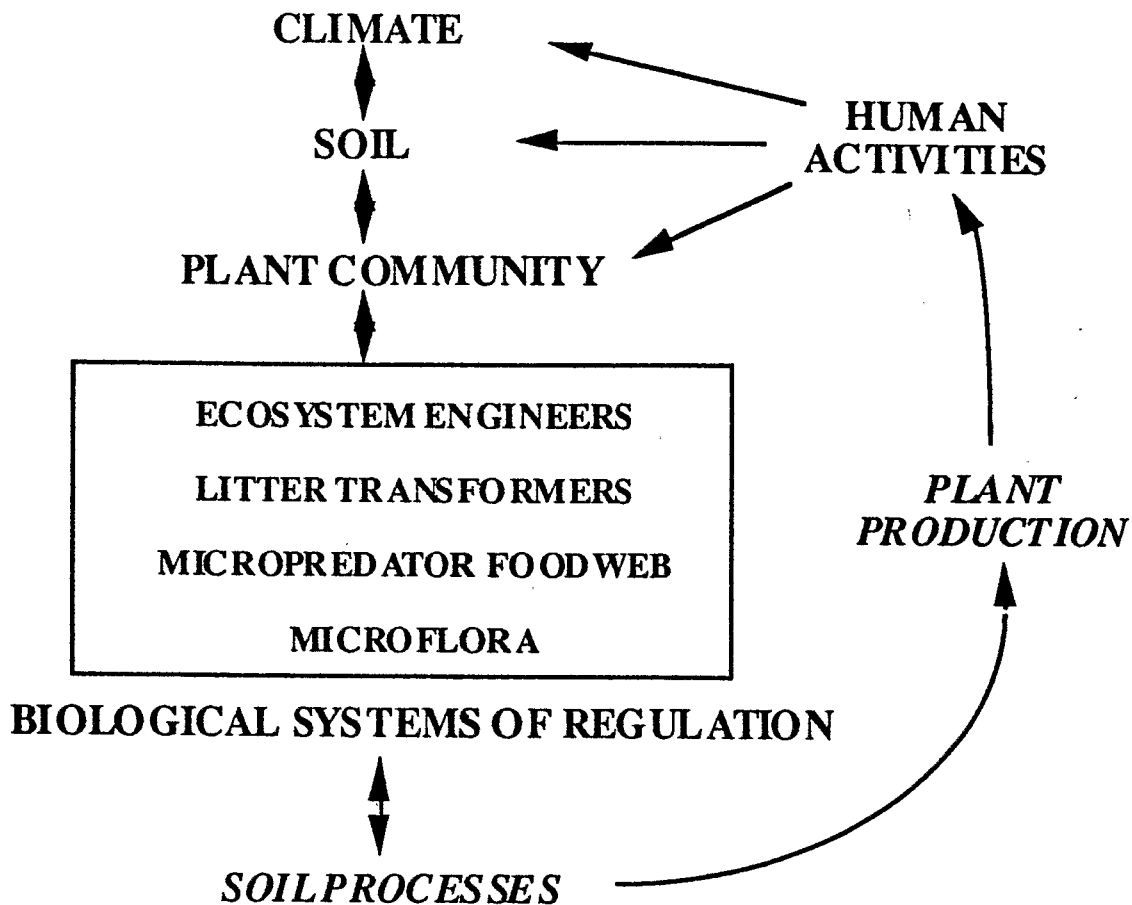 CLIMATE
HUMAN
ACTIVITIES
SOIL
PLANT COMMUNITY
ECOSYSTEM ENGINEERS
LITTER TRANSFORMERS
MICROPREDATOR FOODWEB
MICROFLORA
BIOLOGICAL SYSTEMS OF REGULATION
PLANT
PRODUCTION
SOIL PROCESSES